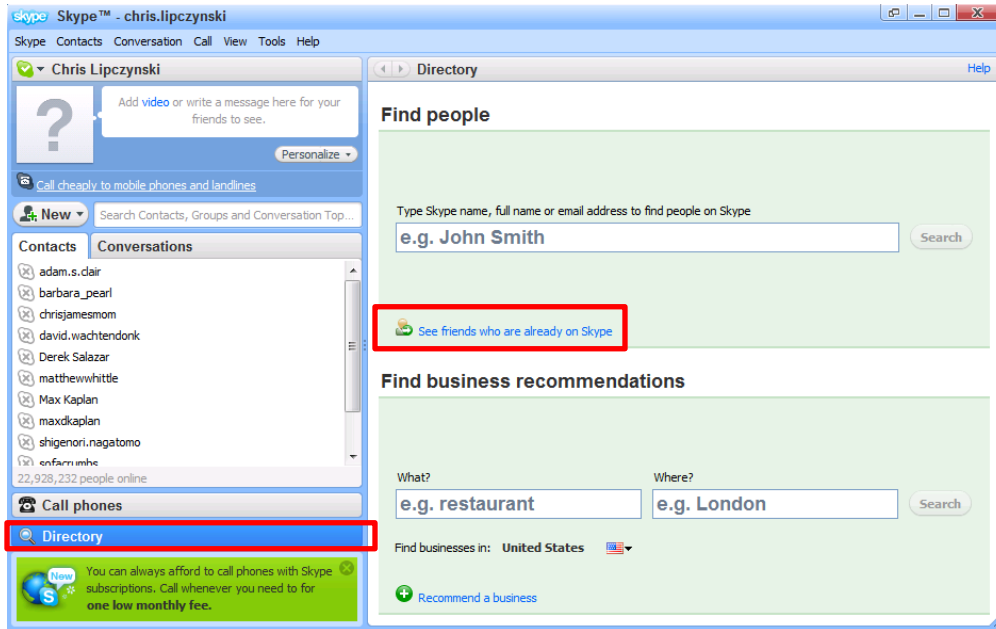 skype Skype™ - chris.lipczynski
Skype Contacts Conversation Call View Tools Help
Chris Lipczynski
Add video or write a message here for your
friends to see.
Personalize
Call cheaply to mobile phones and landlines
New
Search Contacts, Groups and Conversation Top...
Contacts Conversations
adam.s.clair
barbara_pearl
chrisjamesmom
david.wachtendonk
Derek Salazar
matthewwhittle
Max Kaplan
maxdkaplan
shigenori.nagatomo
sofacrumbs
22,928,232 people online
Call phones
Directory
New
You can always afford to call phones with Skype
subscriptions. Call whenever you need to for
one low monthly fee.
Directory
Help
Find people
Type Skype name, full name or email address to find people on Skype
e.g. John Smith
Search
See friends who are already on Skype
Find business recommendations
What? Where?
e.g. restaurant e.g. London Search
Find businesses in: United States
Recommend a business